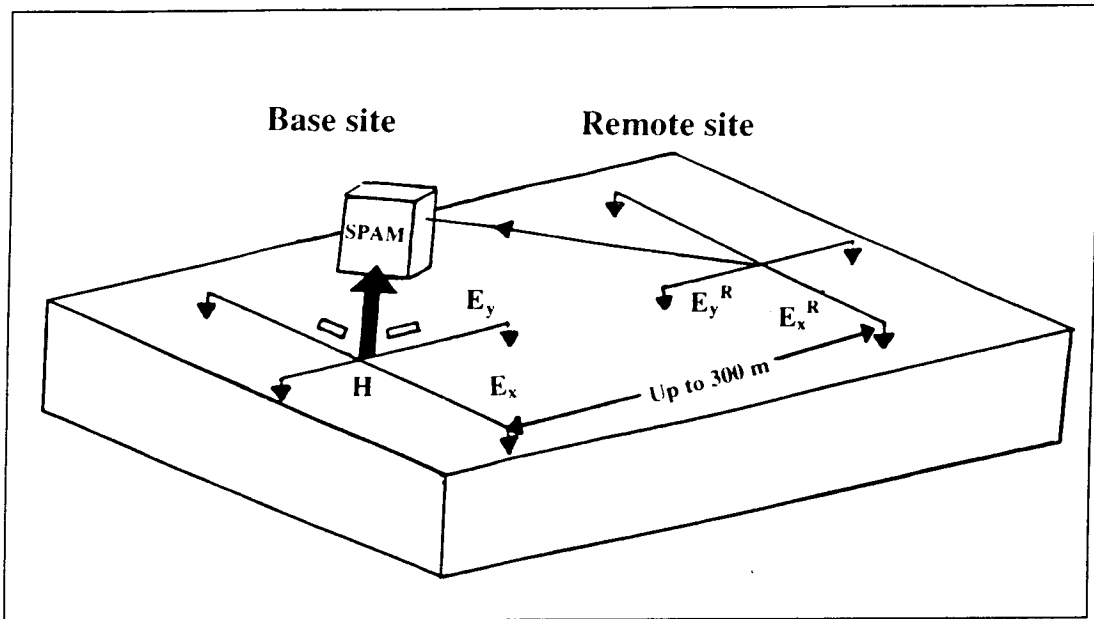 Base site
Remote site
SPAM
E_y
E_y^R
E_x^R
H
E_x
Up to 300 m